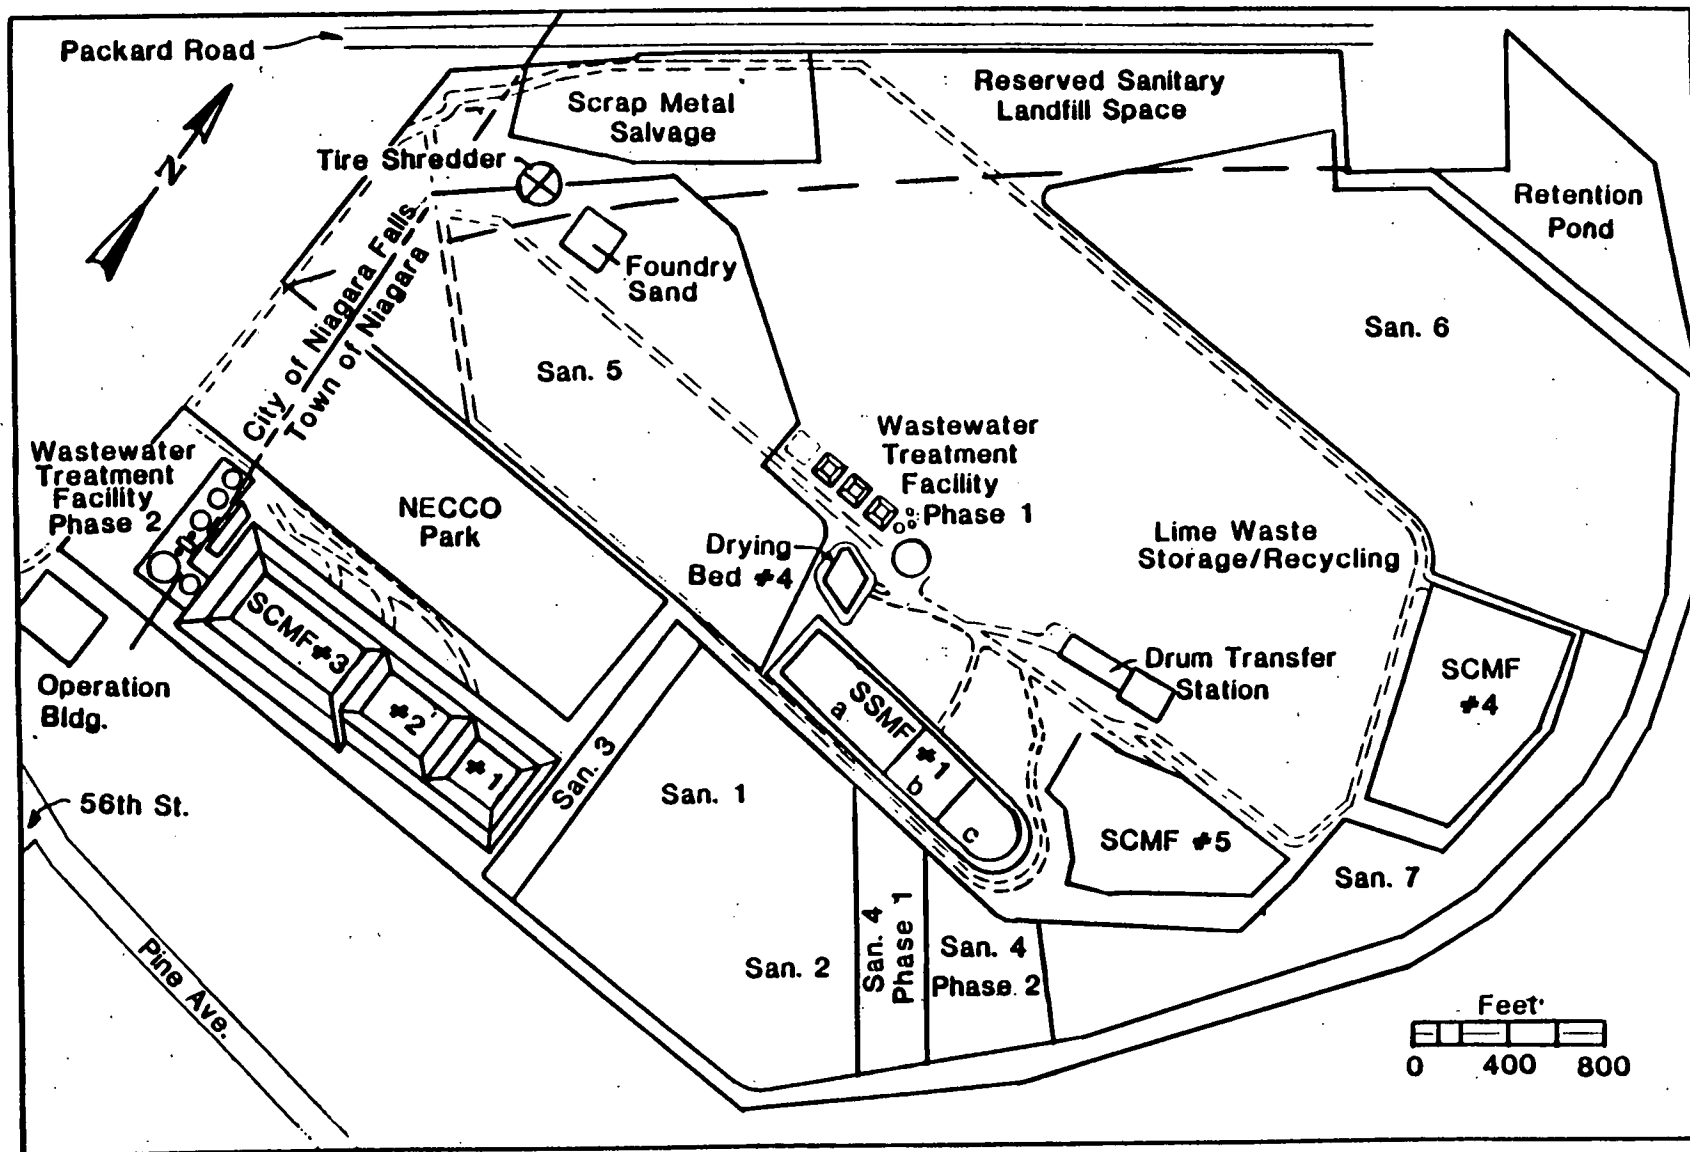 Packard Road
N
Scrap Metal
Salvage
Reserved Sanitary
Landfill Space
Tire Shredder
Retention
Pond
City of Niagara Falls
Town of Niagara
Foundry
Sand
San. 6
San. 5
Wastewater
Treatment
Facility
Phase 2
NECCO
Park
Wastewater
Treatment
Facility
Phase 1
Drying
Bed #4
Lime Waste
Storage/Recycling
SCMF #3
#2
#1
Operation
Bldg.
San. 3
SSMF #1
a
b
c
Drum Transfer
Station
SCMF
#4
56th St.
San. 1
SCMF #5
San. 7
Pine Ave.
San. 2
San. 4
Phase 1
San. 4
Phase 2
Feet
0 400 800